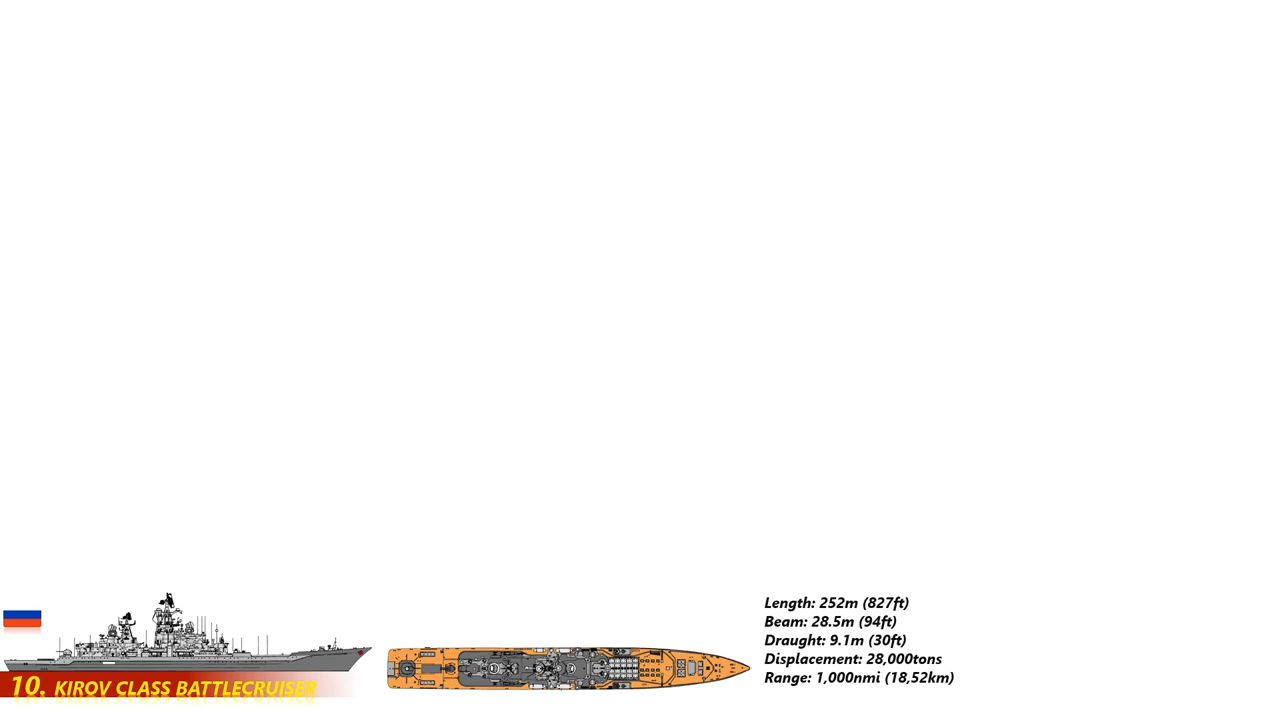 Length: 252m (827ft)
Beam: 28.5m (94ft)
Draught: 9.1m (30ft)
Displacement: 28,000tons
Range: 1,000nmi (18,52km)
10. KIROV CLASS BATTLECRUISER